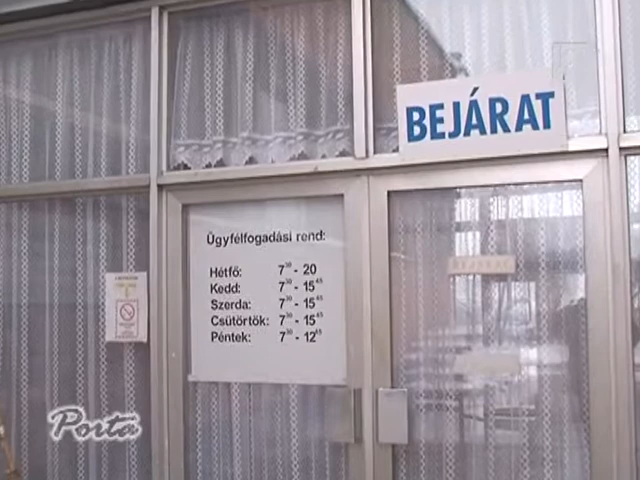 BEJÁRAT
Ügyfélfogadási rend:
Hétfő: 7³⁰ - 20
Kedd: 7³⁰ - 15⁴⁵
Szerda: 7³⁰ - 15⁴⁵
Csütörtök: 7³⁰ - 15⁴⁵
Péntek: 7³⁰ - 12⁴⁵
BEJÁRAT
Porta